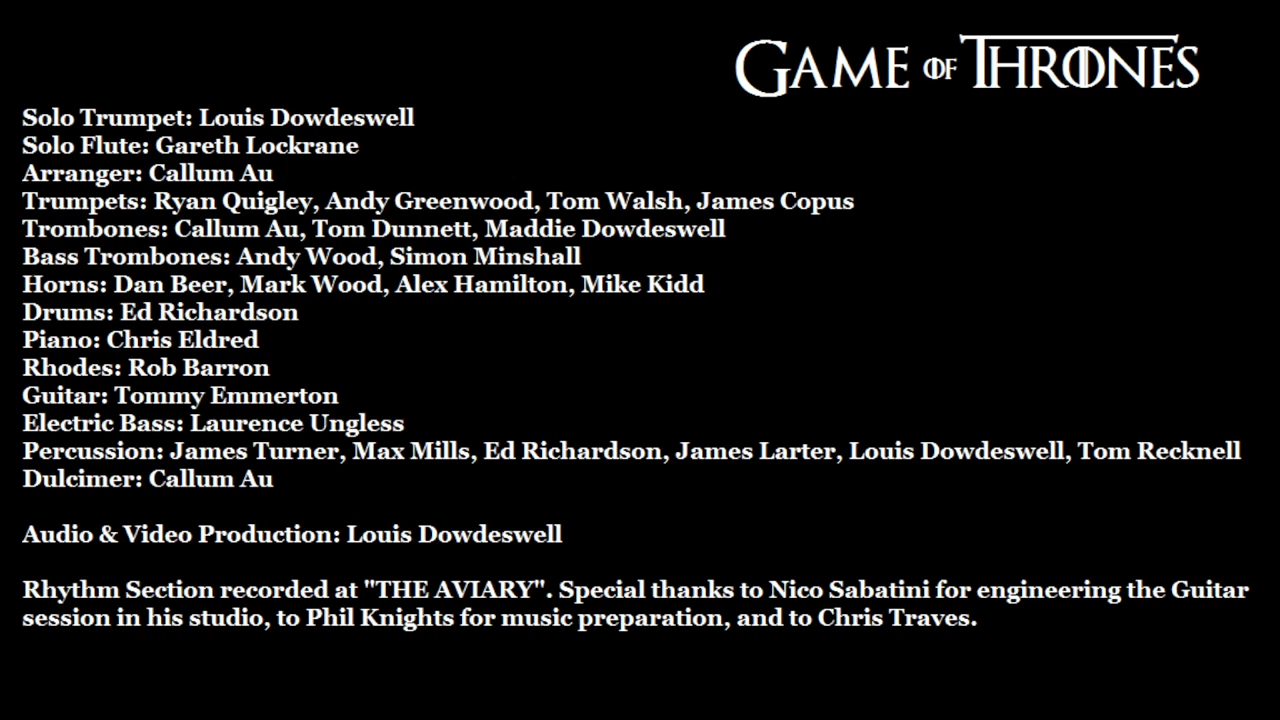 GAME OF THRONES
Solo Trumpet: Louis Dowdeswell
Solo Flute: Gareth Lockrane
Arranger: Callum Au
Trumpets: Ryan Quigley, Andy Greenwood, Tom Walsh, James Copus
Trombones: Callum Au, Tom Dunnett, Maddie Dowdeswell
Bass Trombones: Andy Wood, Simon Minshall
Horns: Dan Beer, Mark Wood, Alex Hamilton, Mike Kidd
Drums: Ed Richardson
Piano: Chris Eldred
Rhodes: Rob Barron
Guitar: Tommy Emmerton
Electric Bass: Laurence Ungless
Percussion: James Turner, Max Mills, Ed Richardson, James Larter, Louis Dowdeswell, Tom Recknell
Dulcimer: Callum Au
Audio & Video Production: Louis Dowdeswell
Rhythm Section recorded at "THE AVIARY". Special thanks to Nico Sabatini for engineering the Guitar
session in his studio, to Phil Knights for music preparation, and to Chris Traves.